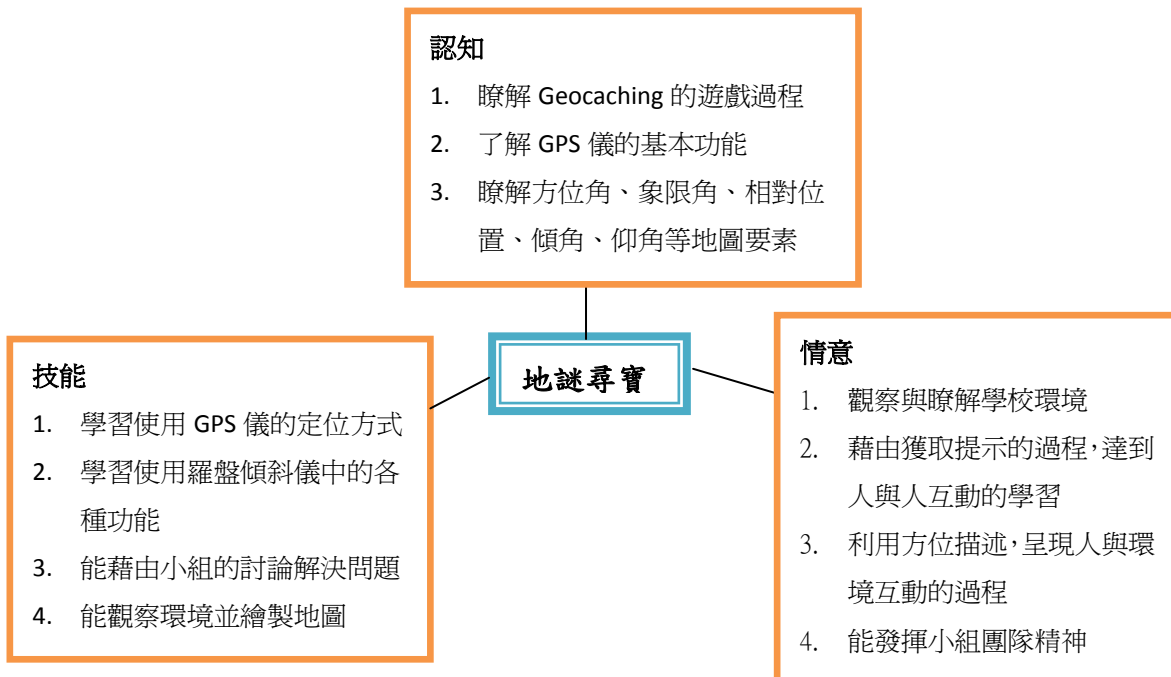 認知
1. 瞭解 Geocaching 的遊戲過程
2. 了解 GPS 儀的基本功能
3. 瞭解方位角、象限角、相對位
置、傾角、仰角等地圖要素
地謎尋寶
技能
1. 學習使用 GPS 儀的定位方式
2. 學習使用羅盤傾斜儀中的各
種功能
3. 能藉由小組的討論解決問題
4. 能觀察環境並繪製地圖
情意
1. 觀察與瞭解學校環境
2. 藉由獲取提示的過程，達到
人與人互動的學習
3. 利用方位描述，呈現人與環
境互動的過程
4. 能發揮小組團隊精神